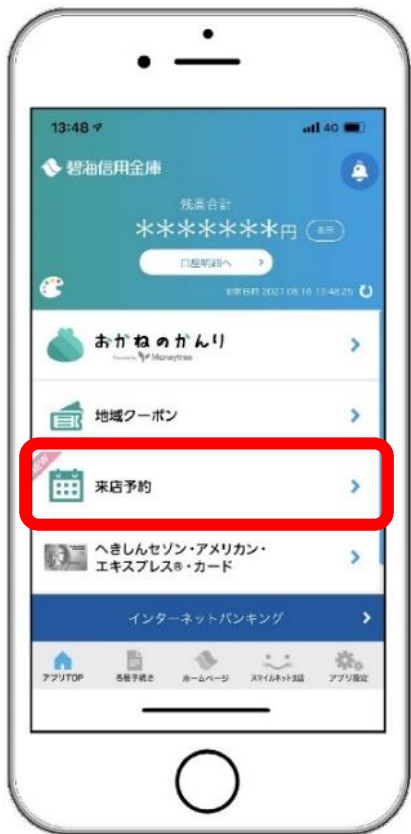 13:48
4G
碧海信用金庫
残高合計
*******円 表示
口座明細へ
更新日時 2021.08.16 13:48:25
おかねのかんり
Powered by Moneytree
地域クーポン
NEW
来店予約
へきしんセゾン・アメリカン・
エキスプレス®・カード
インターネットバンキング
アプリTOP 各種手続き ホームページ スマイルネット支店 アプリ設定